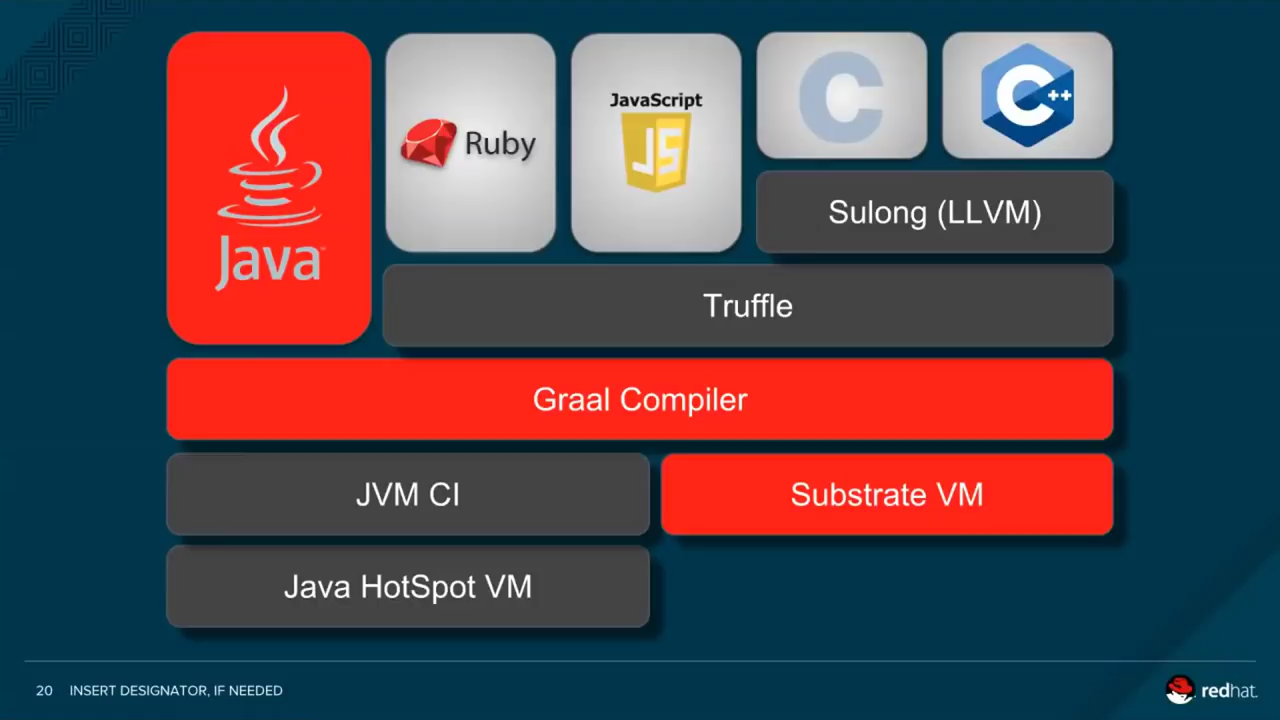 Java
Ruby
JavaScript
JS
C
C++
Sulong (LLVM)
Truffle
Graal Compiler
JVM CI
Substrate VM
Java HotSpot VM
20 INSERT DESIGNATOR, IF NEEDED
redhat.